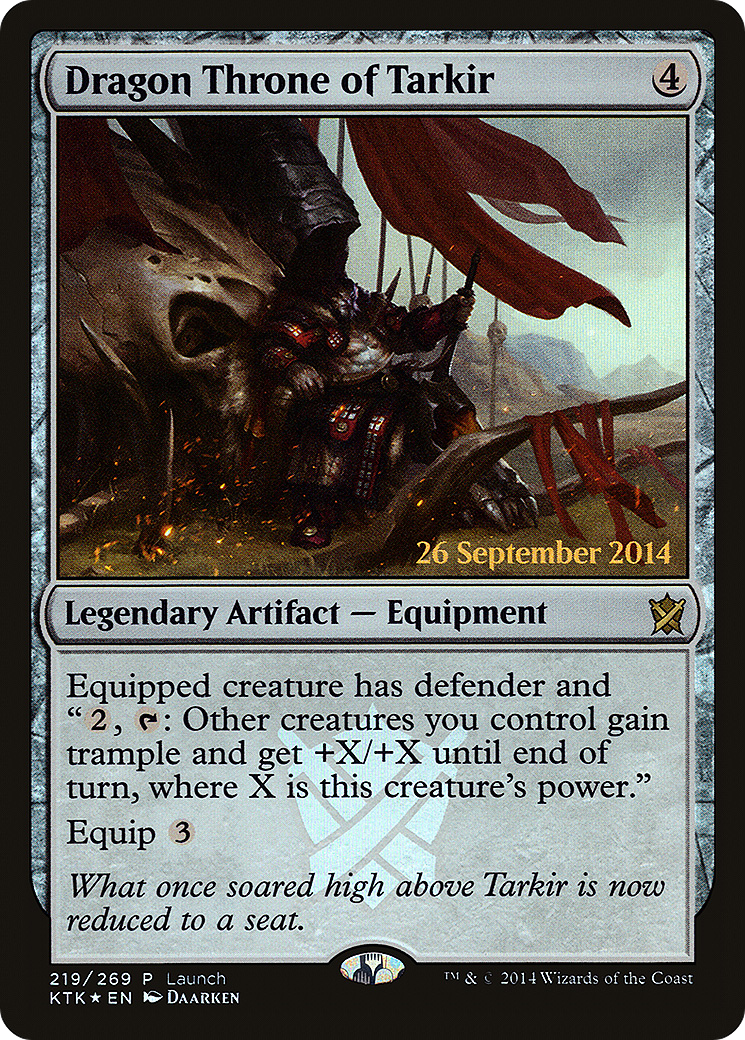 Dragon Throne of Tarkir 4
26 September 2014
Legendary Artifact — Equipment
Equipped creature has defender and
“2, : Other creatures you control gain
trample and get +X/+X until end of
turn, where X is this creature’s power.”
Equip 3
What once soared high above Tarkir is now
reduced to a seat.
219/269 P Launch
KTK★EN DAARKEN
™ & © 2014 Wizards of the Coast